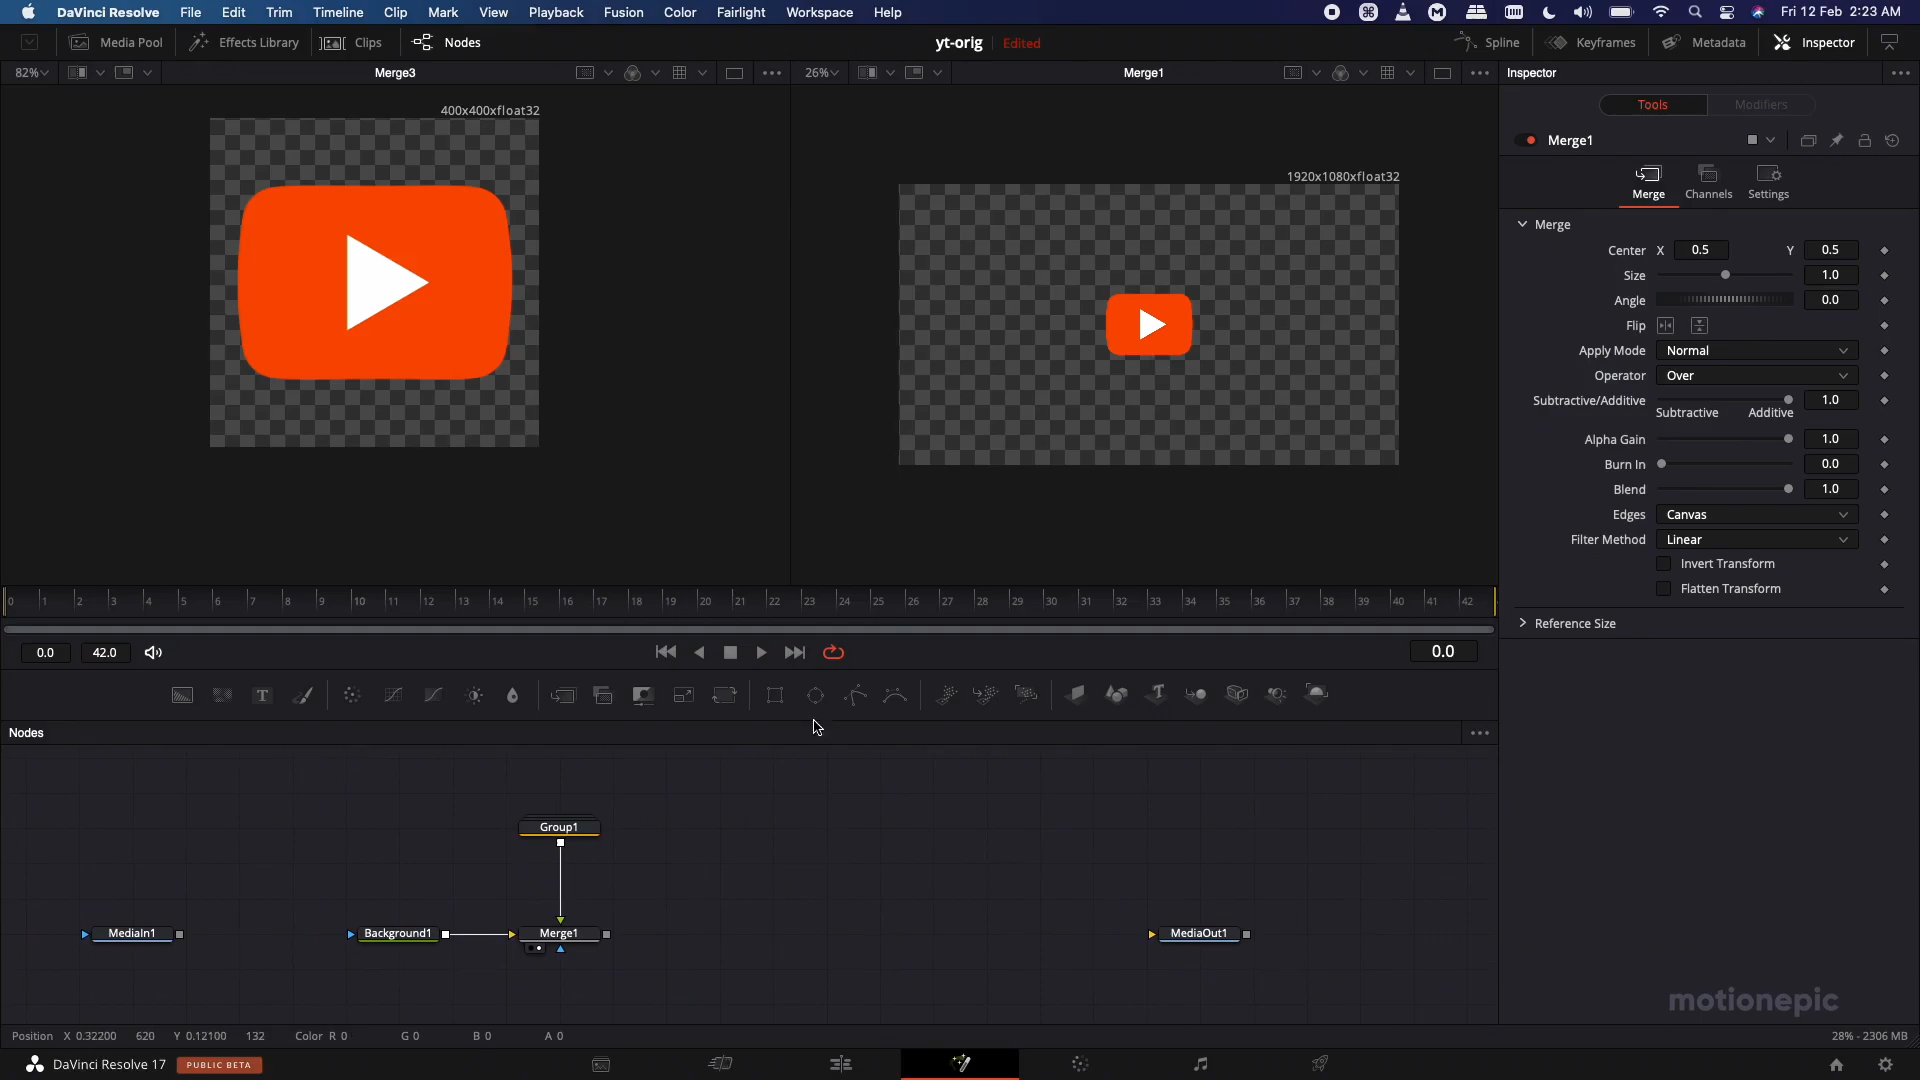 DaVinci Resolve File Edit Trim Timeline Clip Mark View Playback Fusion Color Fairlight Workspace Help Fri 12 Feb 2:23 AM
Media Pool Effects Library Clips Nodes yt-orig Edited Spline Keyframes Metadata Inspector
82% Merge3 26% Merge1 Inspector
400x400xfloat32
1920x1080xfloat32
Tools Modifiers
Merge1
Merge Channels Settings
Merge
Center X 0.5 Y 0.5
Size 1.0
Angle 0.0
Flip
Apply Mode Normal
Operator Over
Subtractive/Additive 1.0
Subtractive Additive
Alpha Gain 1.0
Burn In 0.0
Blend 1.0
Edges Canvas
Filter Method Linear
Invert Transform
Flatten Transform
Reference Size
0 1 2 3 4 5 6 7 8 9 10 11 12 13 14 15 16 17 18 19 20 21 22 23 24 25 26 27 28 29 30 31 32 33 34 35 36 37 38 39 40 41 42
0.0 42.0 0.0
T
Nodes
Group1
MediaIn1 Background1 Merge1 MediaOut1
motionepic
Position X 0.32200 620 Y 0.12100 132 Color R 0 G 0 B 0 A 0 28% - 2306 MB
DaVinci Resolve 17 PUBLIC BETA